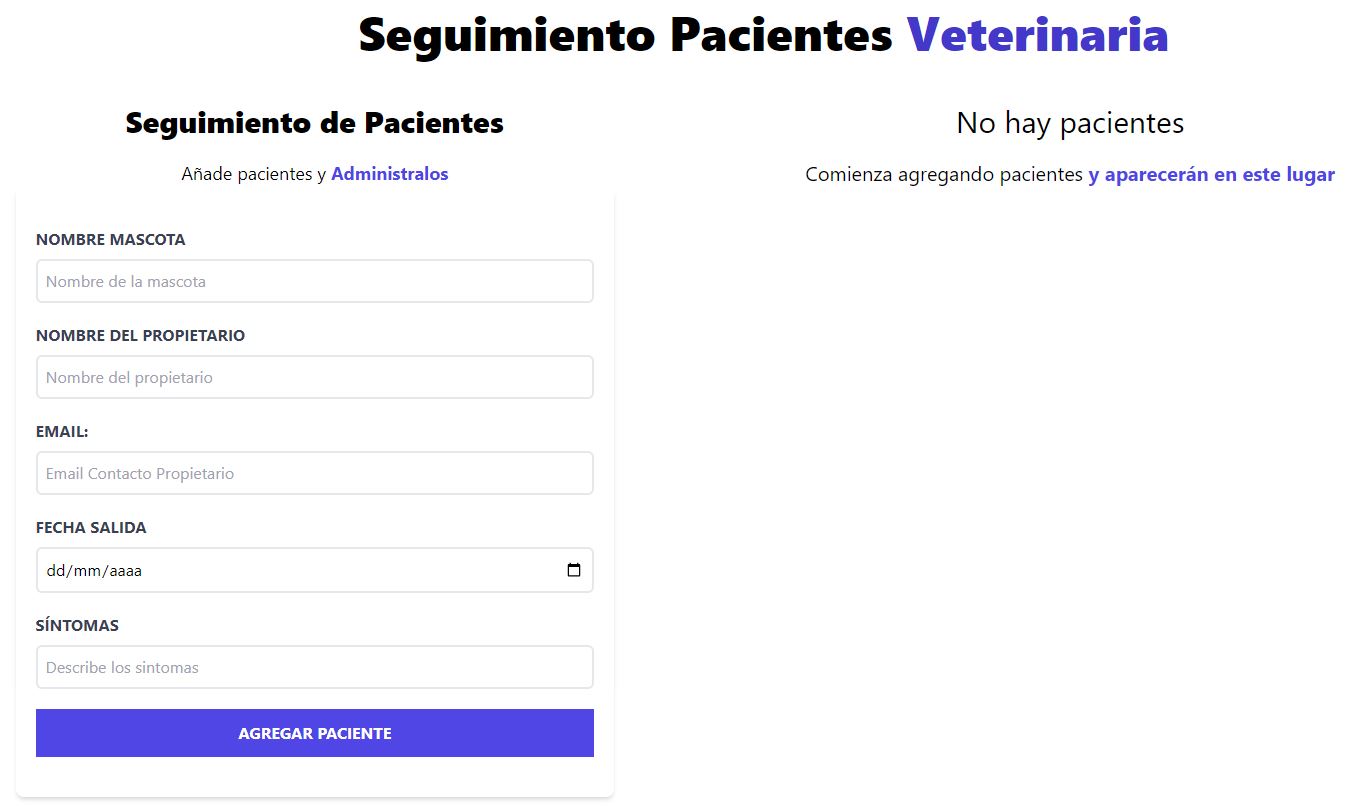 Seguimiento Pacientes Veterinaria
Seguimiento de Pacientes
Añade pacientes y Administralos
NOMBRE MASCOTA
Nombre de la mascota
NOMBRE DEL PROPIETARIO
Nombre del propietario
EMAIL:
Email Contacto Propietario
FECHA SALIDA
dd/mm/aaaa
SÍNTOMAS
Describe los sintomas
AGREGAR PACIENTE
No hay pacientes
Comienza agregando pacientes y aparecerán en este lugar